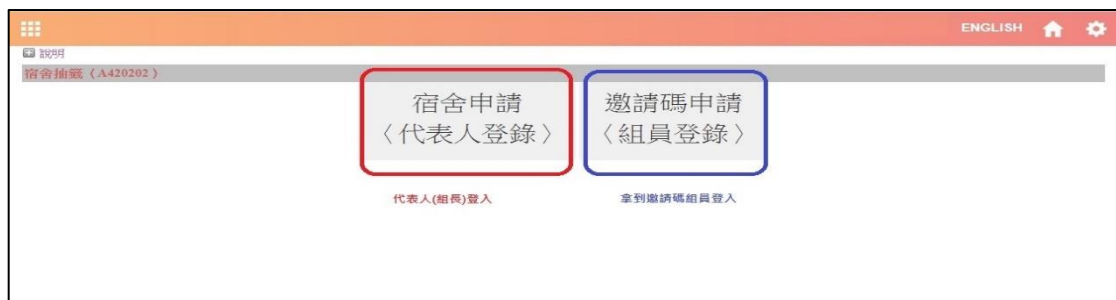 ENGLISH
說明
宿舍抽籤（A420202）
宿舍申請
〈代表人登錄〉
邀請碼申請
〈組員登錄〉
代表人(組長)登入
拿到邀請碼組員登入